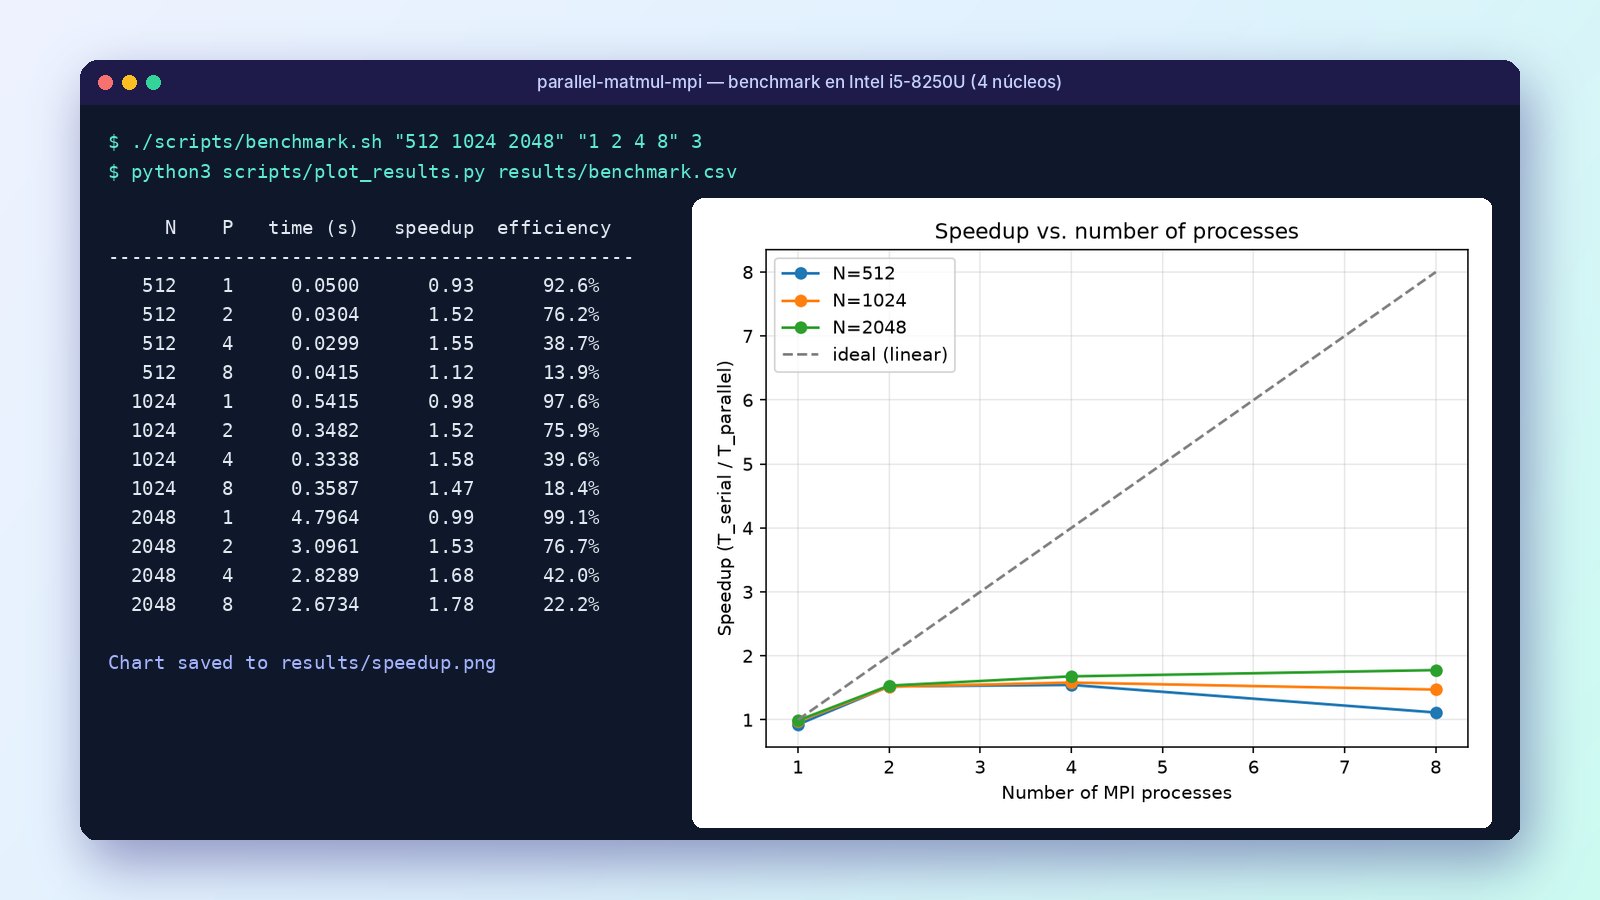 parallel-matmul-mpi — benchmark en Intel i5-8250U (4 núcleos)
$ ./scripts/benchmark.sh "512 1024 2048" "1 2 4 8" 3
$ python3 scripts/plot_results.py results/benchmark.csv
N P time (s) speedup efficiency
----------------------------------------------
512 1 0.0500 0.93 92.6%
512 2 0.0304 1.52 76.2%
512 4 0.0299 1.55 38.7%
512 8 0.0415 1.12 13.9%
1024 1 0.5415 0.98 97.6%
1024 2 0.3482 1.52 75.9%
1024 4 0.3338 1.58 39.6%
1024 8 0.3587 1.47 18.4%
2048 1 4.7964 0.99 99.1%
2048 2 3.0961 1.53 76.7%
2048 4 2.8289 1.68 42.0%
2048 8 2.6734 1.78 22.2%
Chart saved to results/speedup.png
Speedup vs. number of processes
N=512
N=1024
N=2048
ideal (linear)
Speedup (T_serial / T_parallel)
8
7
6
5
4
3
2
1
1 2 3 4 5 6 7 8
Number of MPI processes